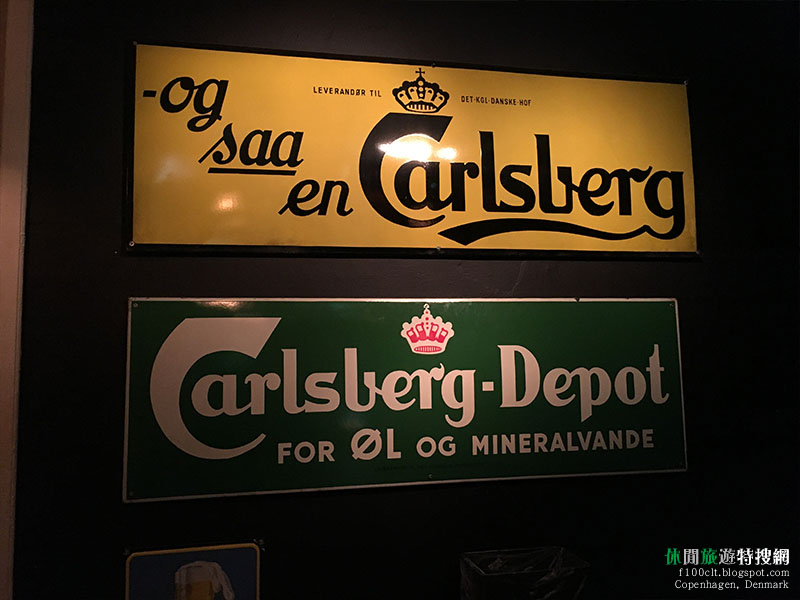 -og
saa
en
LEVERANDØR TIL DET·KGL·DANSKE·HOF
Carlsberg
Carlsberg-Depot
FOR ØL OG MINERALVANDE
休閒旅遊特搜網
f100clt.blogspot.com
Copenhagen, Denmark